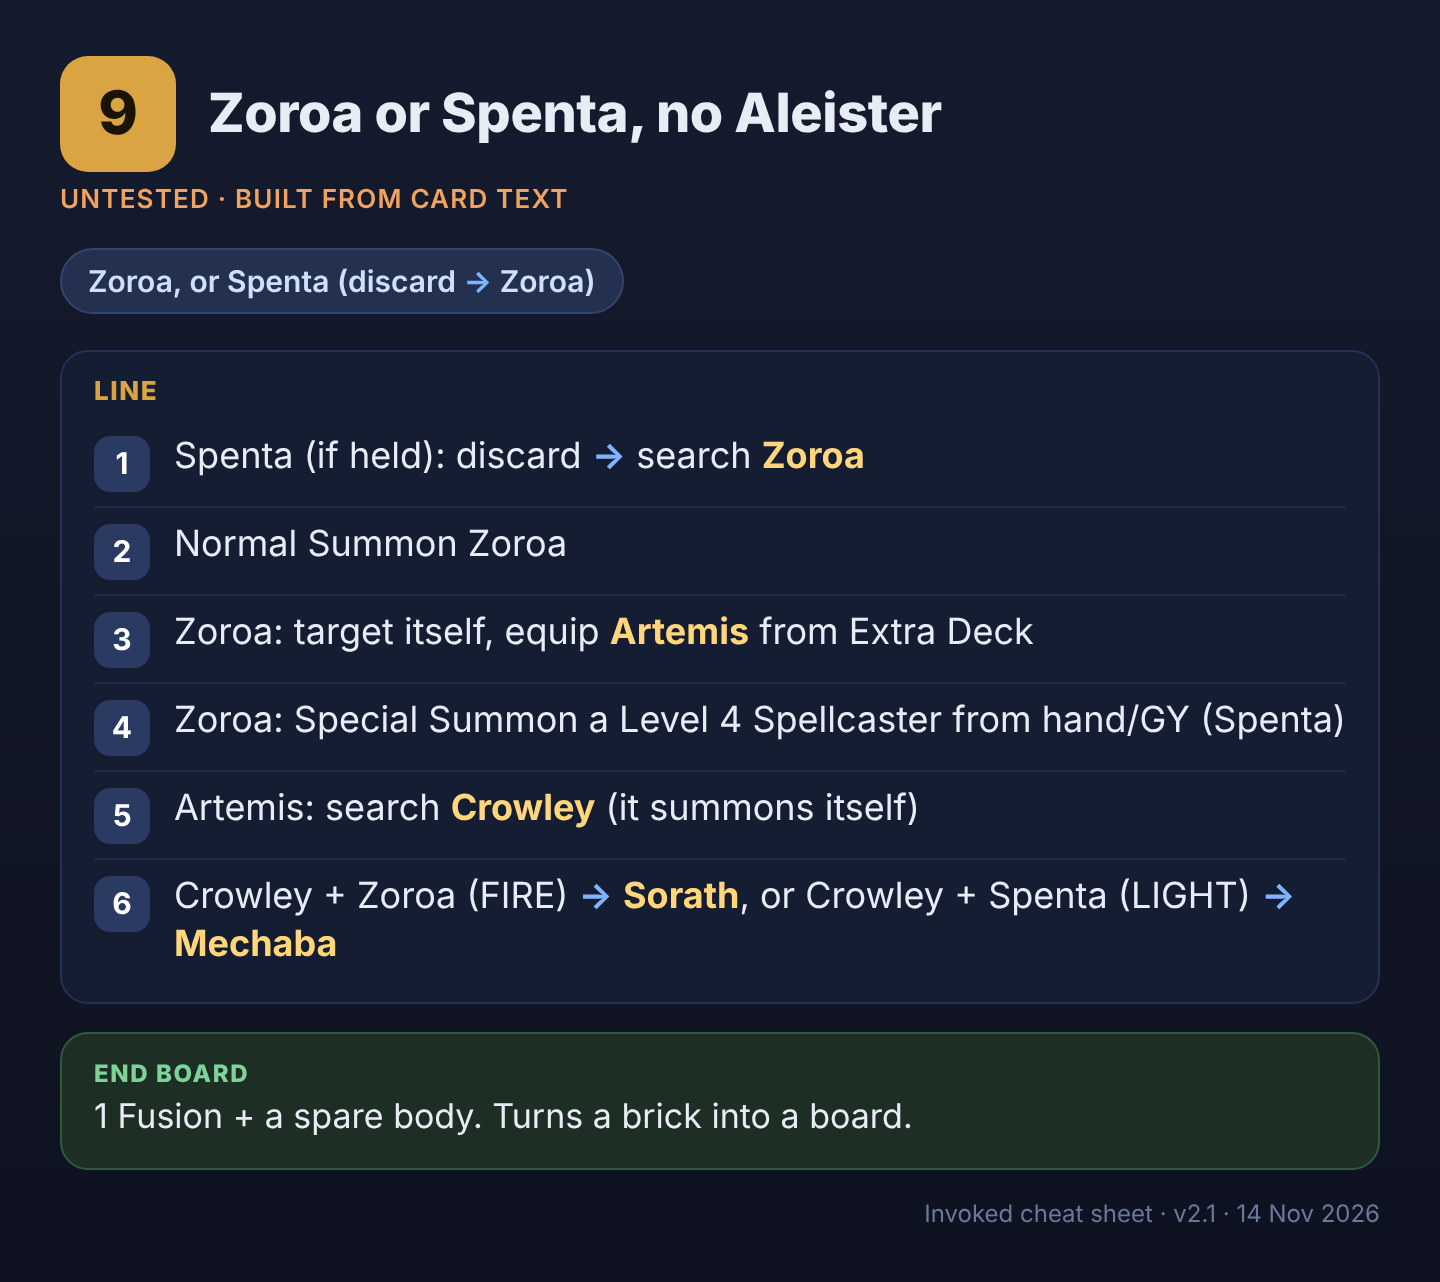 9
Zoroa or Spenta, no Aleister
UNTESTED · BUILT FROM CARD TEXT
Zoroa, or Spenta (discard → Zoroa)
LINE
1 Spenta (if held): discard → search Zoroa
2 Normal Summon Zoroa
3 Zoroa: target itself, equip Artemis from Extra Deck
4 Zoroa: Special Summon a Level 4 Spellcaster from hand/GY (Spenta)
5 Artemis: search Crowley (it summons itself)
6 Crowley + Zoroa (FIRE) → Sorath, or Crowley + Spenta (LIGHT) →
Mechaba
END BOARD
1 Fusion + a spare body. Turns a brick into a board.
Invoked cheat sheet · v2.1 · 14 Nov 2026